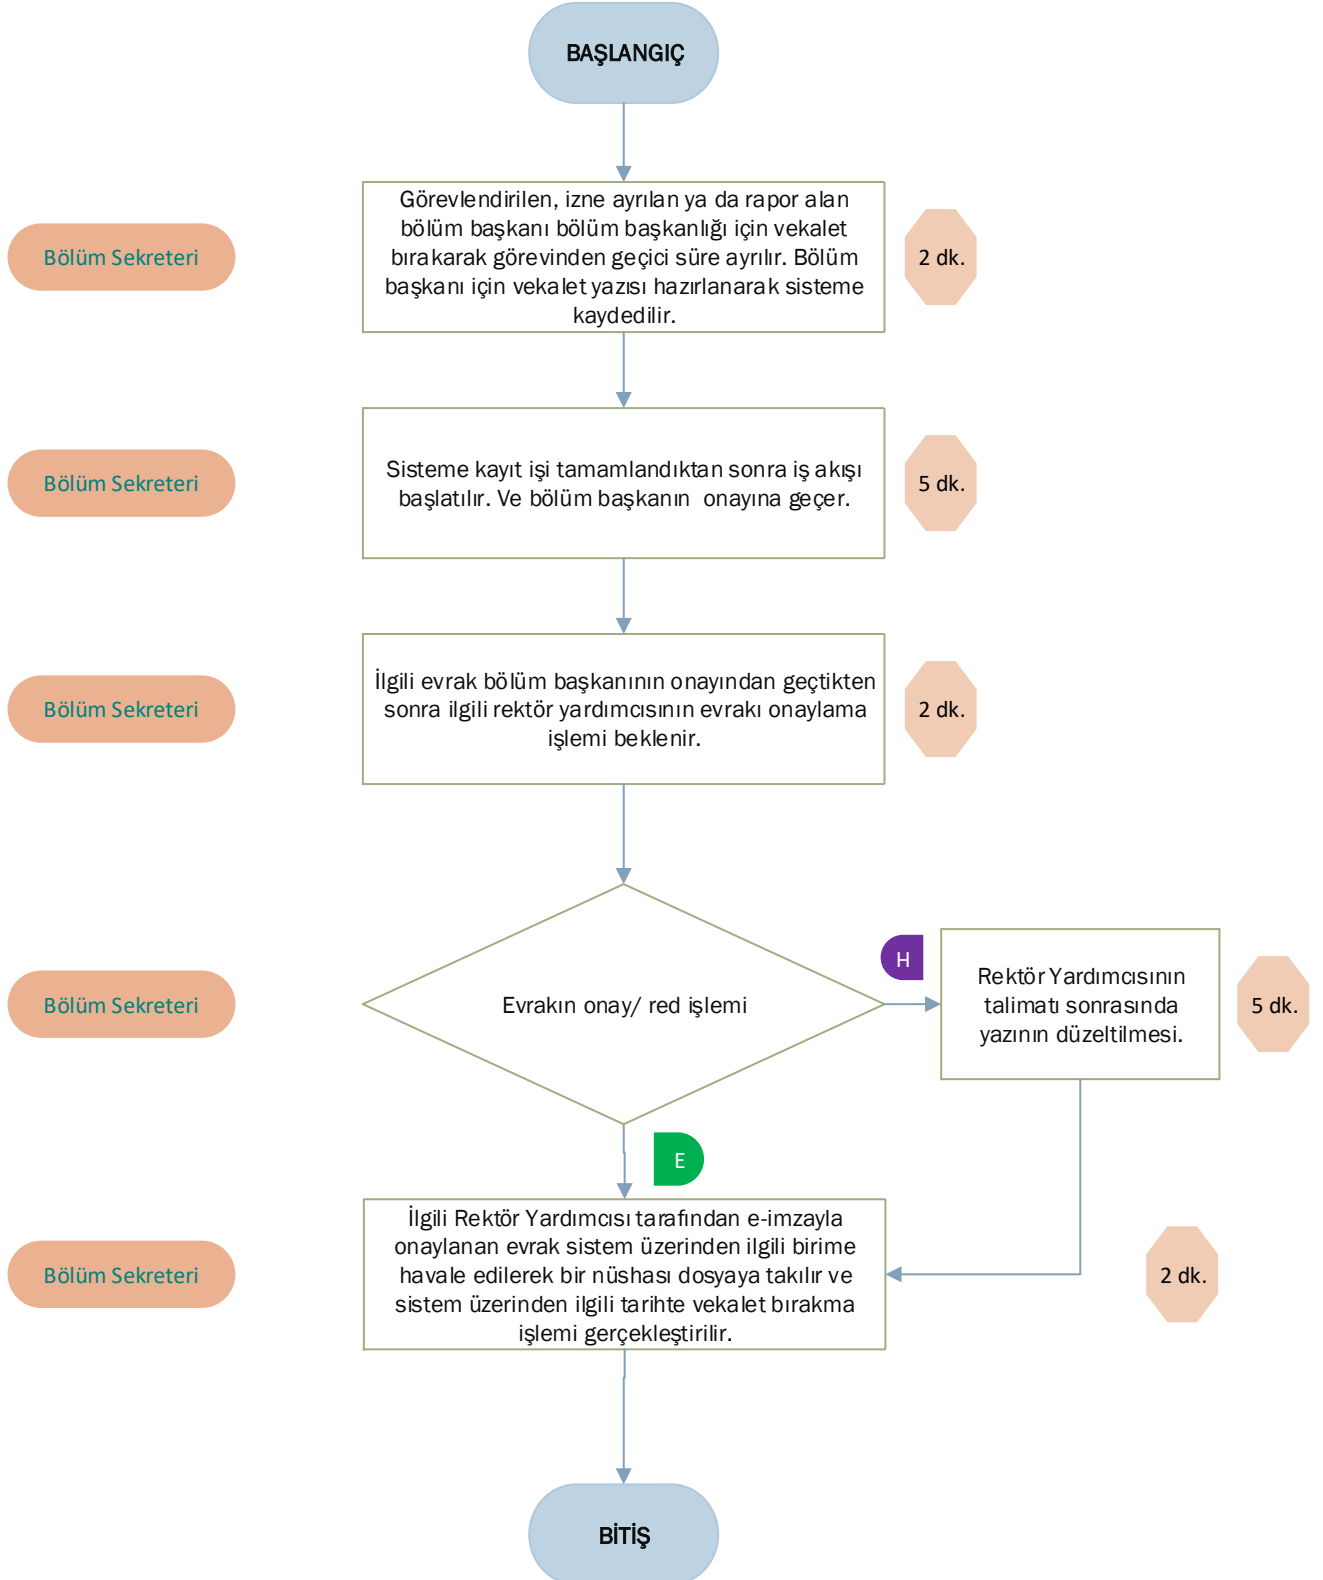 BAŞLANGIÇ
Bölüm Sekreteri
Görevlendirilen, izne ayrılan ya da rapor alan
bölüm başkanı bölüm başkanlığı için vekalet
bırakarak görevinden geçici süre ayrılır. Bölüm
başkanı için vekalet yazısı hazırlanarak sisteme
kaydedilir.
2 dk.
Bölüm Sekreteri
Sisteme kayıt işi tamamlandıktan sonra iş akışı
başlatılır. Ve bölüm başkanın  onayına geçer.
5 dk.
Bölüm Sekreteri
İlgili evrak bölüm başkanının onayından geçtikten
sonra ilgili rektör yardımcısının evrakı onaylama
işlemi beklenir.
2 dk.
Bölüm Sekreteri
Evrakın onay/ red işlemi
H
Rektör Yardımcısının
talimatı sonrasında
yazının düzeltilmesi.
5 dk.
E
Bölüm Sekreteri
İlgili Rektör Yardımcısı tarafından e-imzayla
onaylanan evrak sistem üzerinden ilgili birime
havale edilerek bir nüshası dosyaya takılır ve
sistem üzerinden ilgili tarihte vekalet bırakma
işlemi gerçekleştirilir.
2 dk.
BİTİŞ